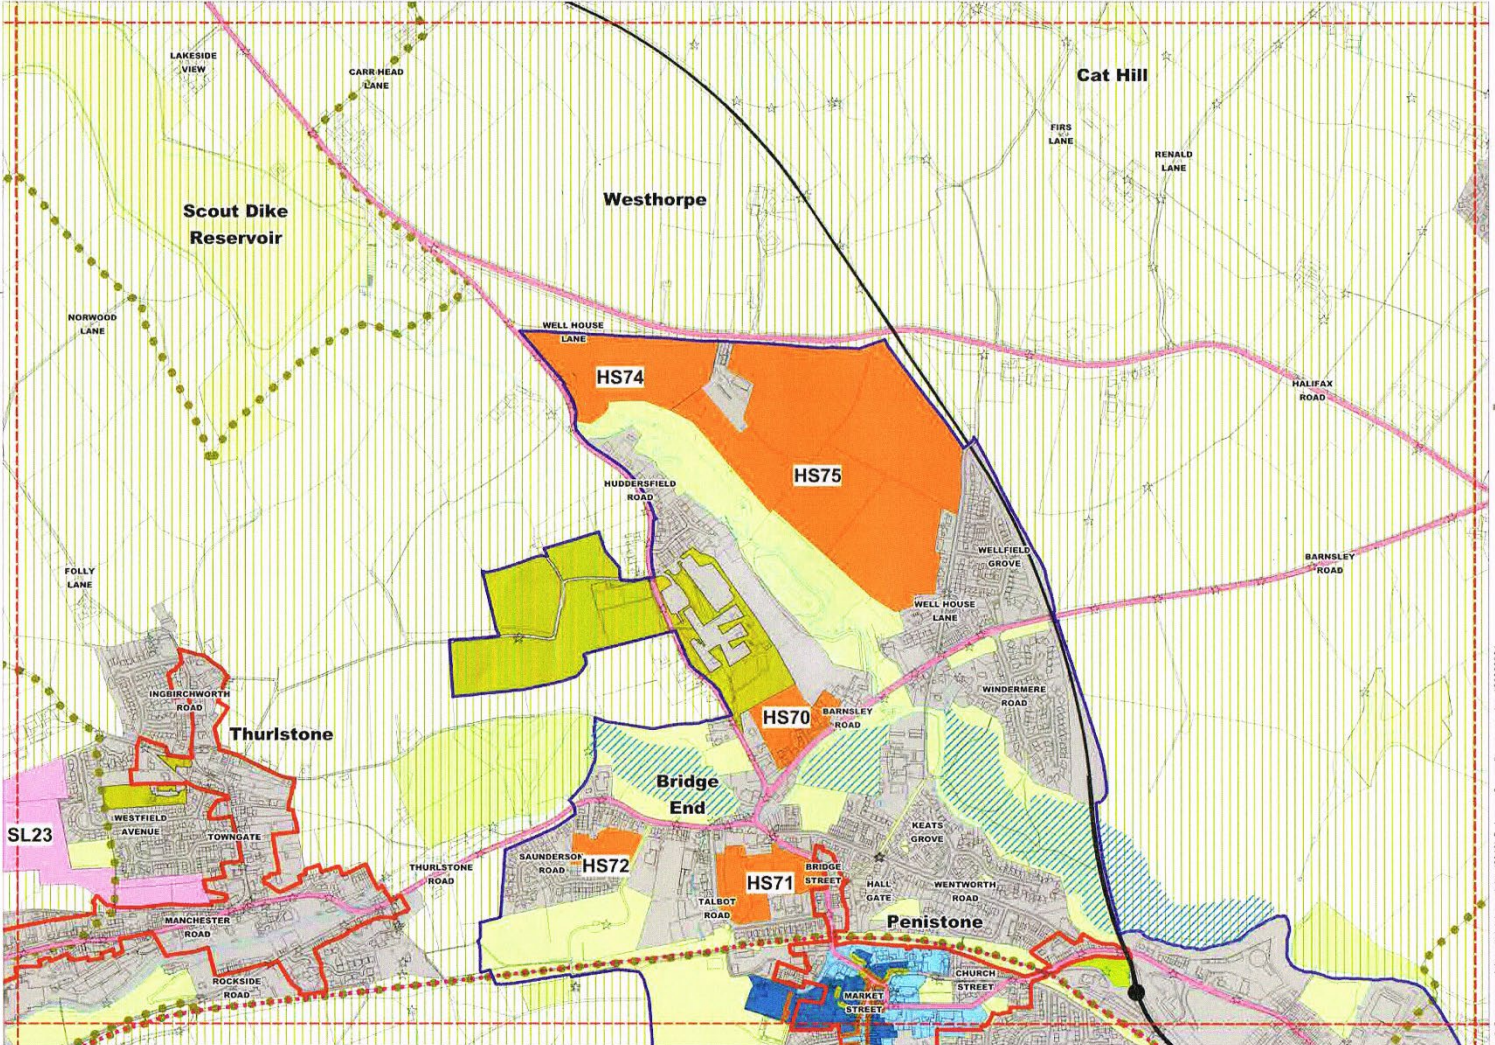 LAKESIDE
VIEW
CARR HEAD
LANE
Cat Hill
FIRS
LANE
RENALD
LANE
Westhorpe
Scout Dike
Reservoir
NORWOOD
LANE
WELL HOUSE
LANE
HS74
HALIFAX
ROAD
HS75
HUDDERSFIELD
ROAD
WELLFIELD
GROVE
BARNSLEY
ROAD
FOLLY
LANE
WELL HOUSE
LANE
INGBIRCHWORTH
ROAD
WINDERMERE
ROAD
HS70
BARNSLEY
ROAD
Thurlstone
Bridge
End
SL23
WESTFIELD
AVENUE
TOWNGATE
KEATS
GROVE
THURLSTONE
ROAD
SAUNDERSON
ROAD
HS72
HS71
BRIDGE
STREET
HALL
GATE
WENTWORTH
ROAD
TALBOT
ROAD
MANCHESTER
ROAD
Penistone
ROCKSIDE
ROAD
CHURCH
STREET
MARKET
STREET